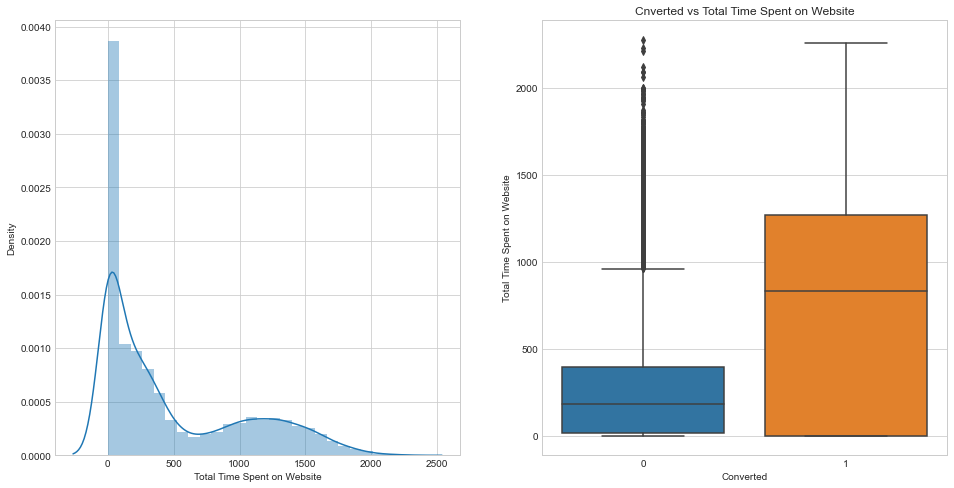 0.0040
0.0035
0.0030
0.0025
0.0020
0.0015
0.0010
0.0005
0.0000
Density
0 500 1000 1500 2000 2500
Total Time Spent on Website
Cnverted vs Total Time Spent on Website
2000
1500
1000
500
0
Total Time Spent on Website
0 1
Converted